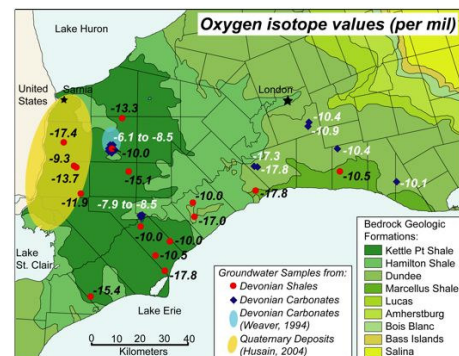 Oxygen isotope values (per mil)
Lake Huron
United
States
Sarnia
London
-13.3
-10.4
-10.9
-17.4
-6.1 to -8.5
-10.0
-9.3
-17.3
-17.8
-10.4
-13.7
-15.1
-10.5
-10.1
-11.9
-7.9 to -8.5
-10.0
-17.8
-17.0
-10.0
-10.0
-10.5
-17.8
-15.4
Lake
St. Clair
Lake Erie
30
0
30
Kilometers
Groundwater Samples from:
Devonian Shales
Devonian Carbonates
Devonian Carbonates
(Weaver, 1994)
Quaternary Deposits
(Husain, 2004)
Bedrock Geologic
Formations:
Kettle Pt Shale
Hamilton Shale
Dundee
Marcellus Shale
Lucas
Amherstburg
Bois Blanc
Bass Islands
Salina